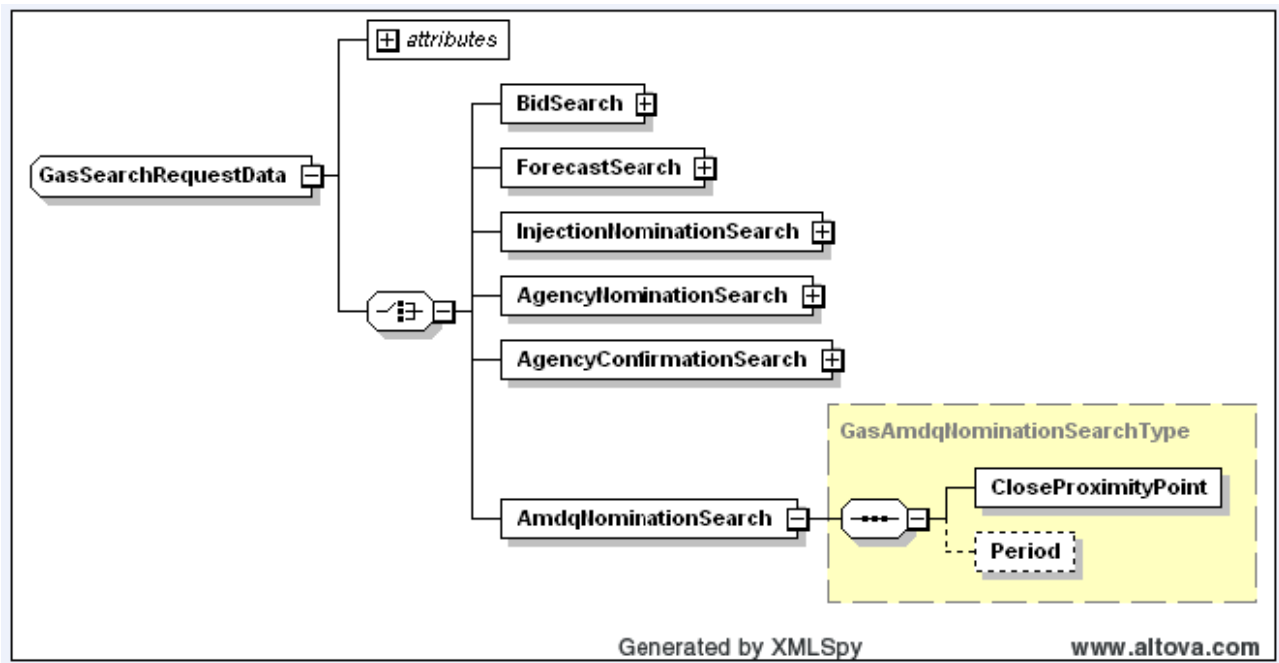 attributes
BidSearch
ForecastSearch
GasSearchRequestData
InjectionNominationSearch
AgencyNominationSearch
AgencyConfirmationSearch
GasAmdqNominationSearchType
CloseProximityPoint
AmdqNominationSearch
Period
Generated by XMLSpy www.altova.com